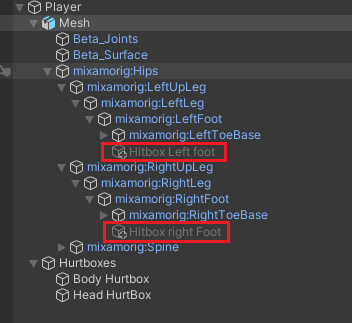 Player
Mesh
Beta_Joints
Beta_Surface
mixamorig:Hips
mixamorig:LeftUpLeg
mixamorig:LeftLeg
mixamorig:LeftFoot
mixamorig:LeftToeBase
Hitbox Left foot
mixamorig:RightUpLeg
mixamorig:RightLeg
mixamorig:RightFoot
mixamorig:RightToeBase
Hitbox right Foot
mixamorig:Spine
Hurtboxes
Body Hurtbox
Head HurtBox